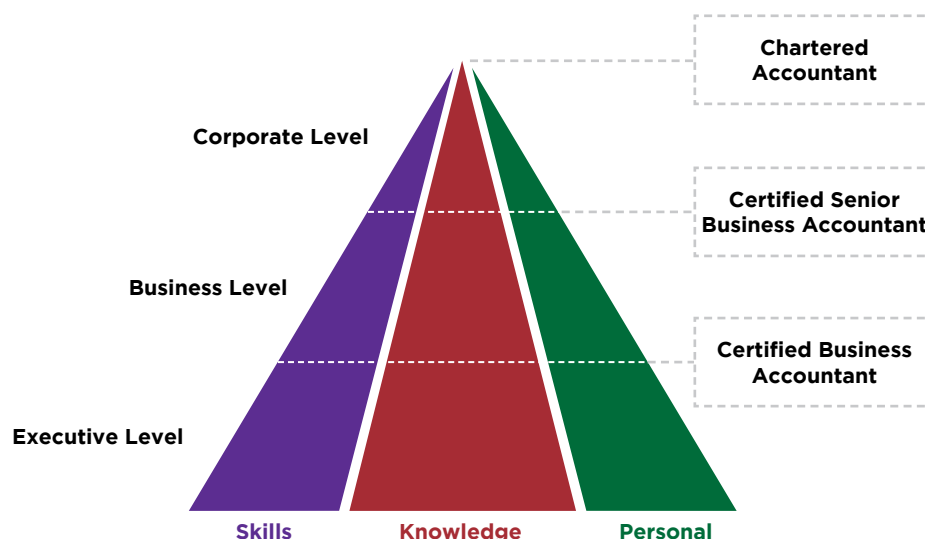 Chartered
Accountant
Corporate Level
Certified Senior
Business Accountant
Business Level
Certified Business
Accountant
Executive Level
Skills
Knowledge
Personal